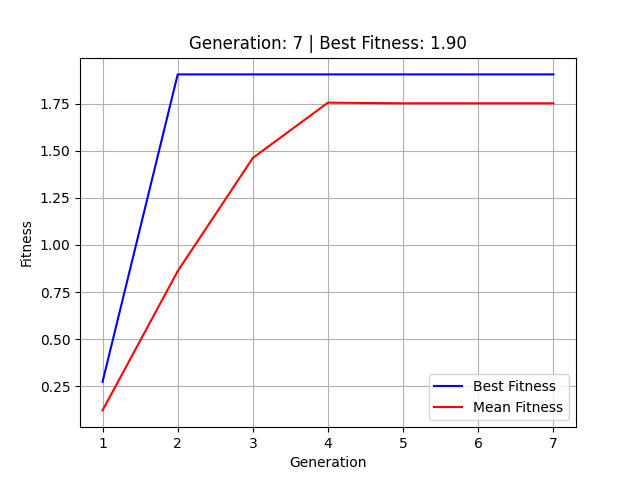 Generation: 7 | Best Fitness: 1.90
1.75
1.50
1.25
1.00
0.75
0.50
0.25
Fitness
Best Fitness
Mean Fitness
1 2 3 4 5 6 7
Generation